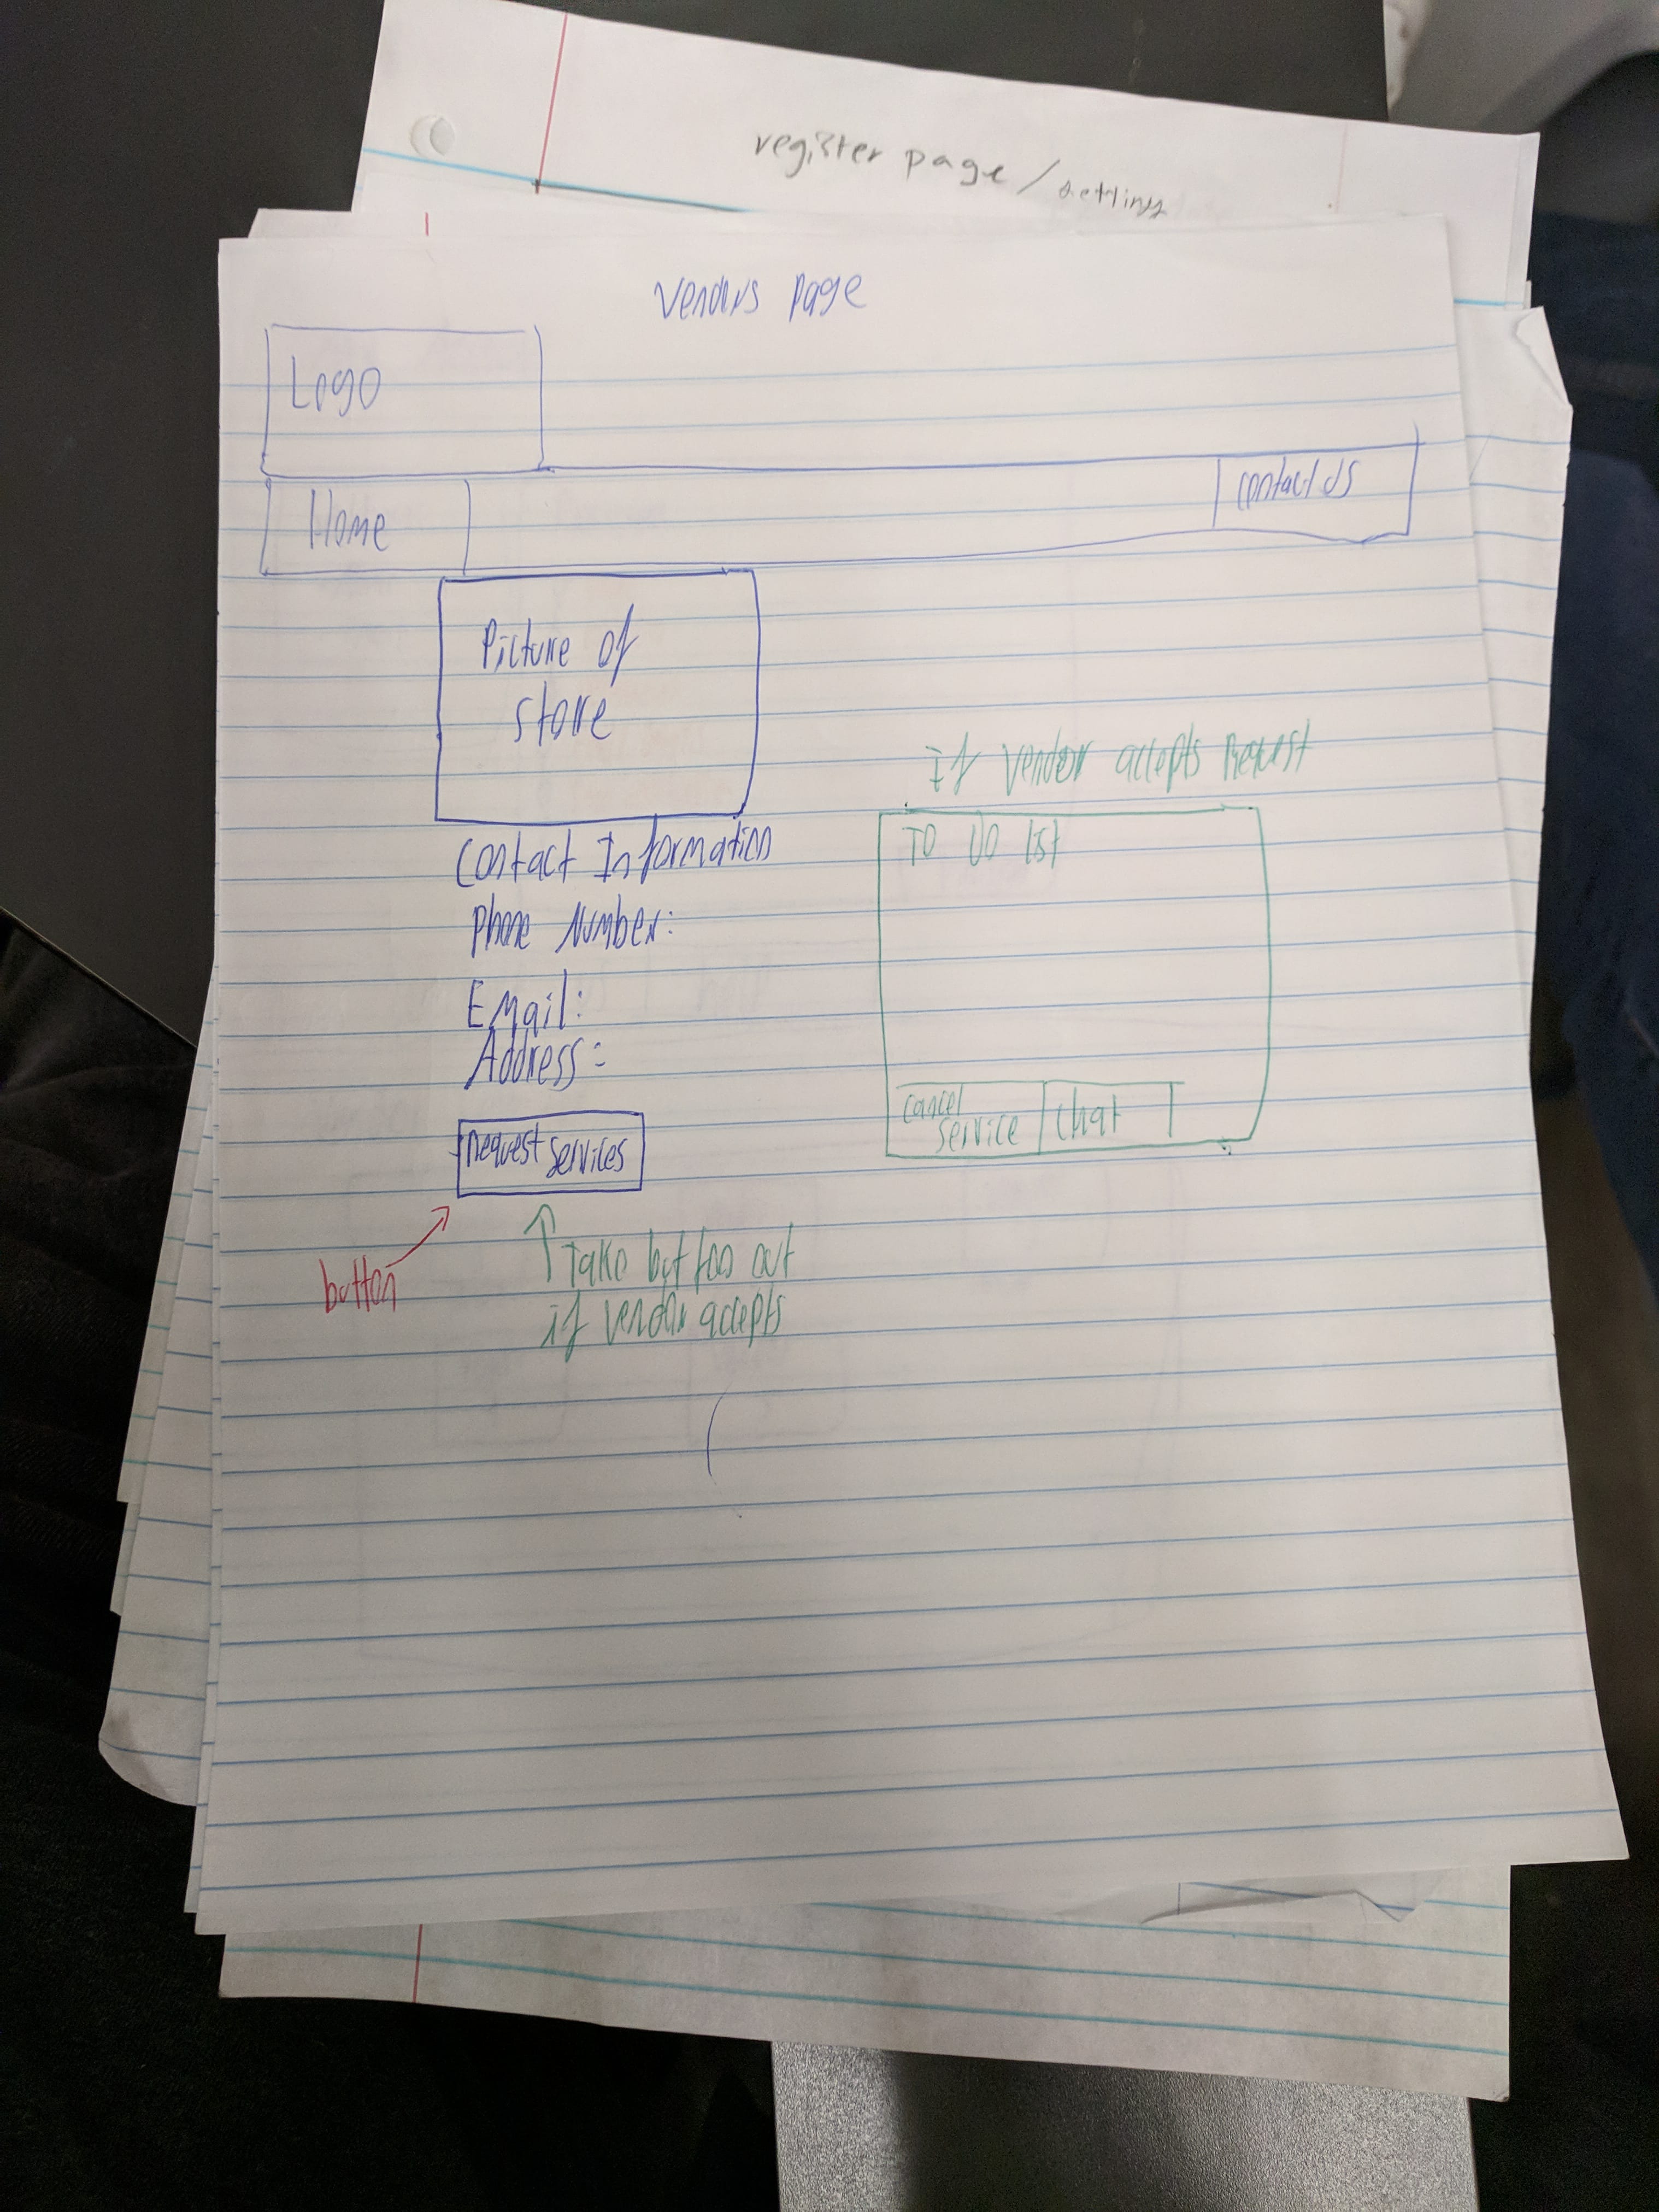 register page / settings
Vendors page
Logo
Home
contact US
Picture of
store
If vendor accepts request
TO DO list
Contact Information
Phone Number:
Email:
Address:
cancel
service
chat
Request services
button
Take button out
if vendor accepts